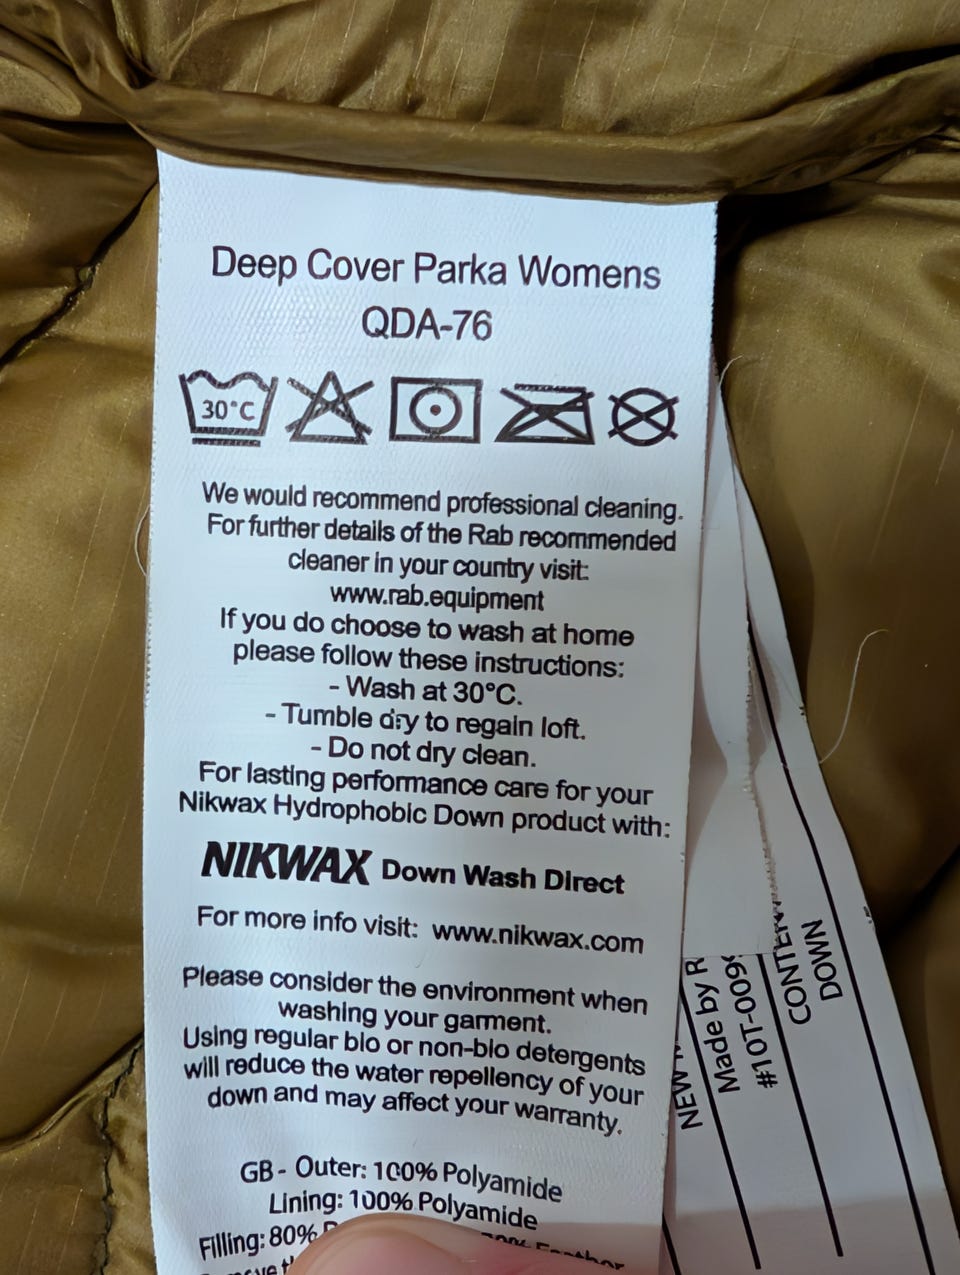 Deep Cover Parka Womens
QDA-76
30°C
We would recommend professional cleaning.
For further details of the Rab recommended
cleaner in your country visit:
www.rab.equipment
If you do choose to wash at home
please follow these instructions:
- Wash at 30°C.
- Tumble dry to regain loft.
- Do not dry clean.
For lasting performance care for your
Nikwax Hydrophobic Down product with:
NIKWAX Down Wash Direct
For more info visit: www.nikwax.com
Please consider the environment when
washing your garment.
Using regular bio or non-bio detergents
will reduce the water repellency of your
down and may affect your warranty.
GB - Outer: 100% Polyamide
Lining: 100% Polyamide
Filling: 80%
NEW
Made by R
#10T-009
DOWN